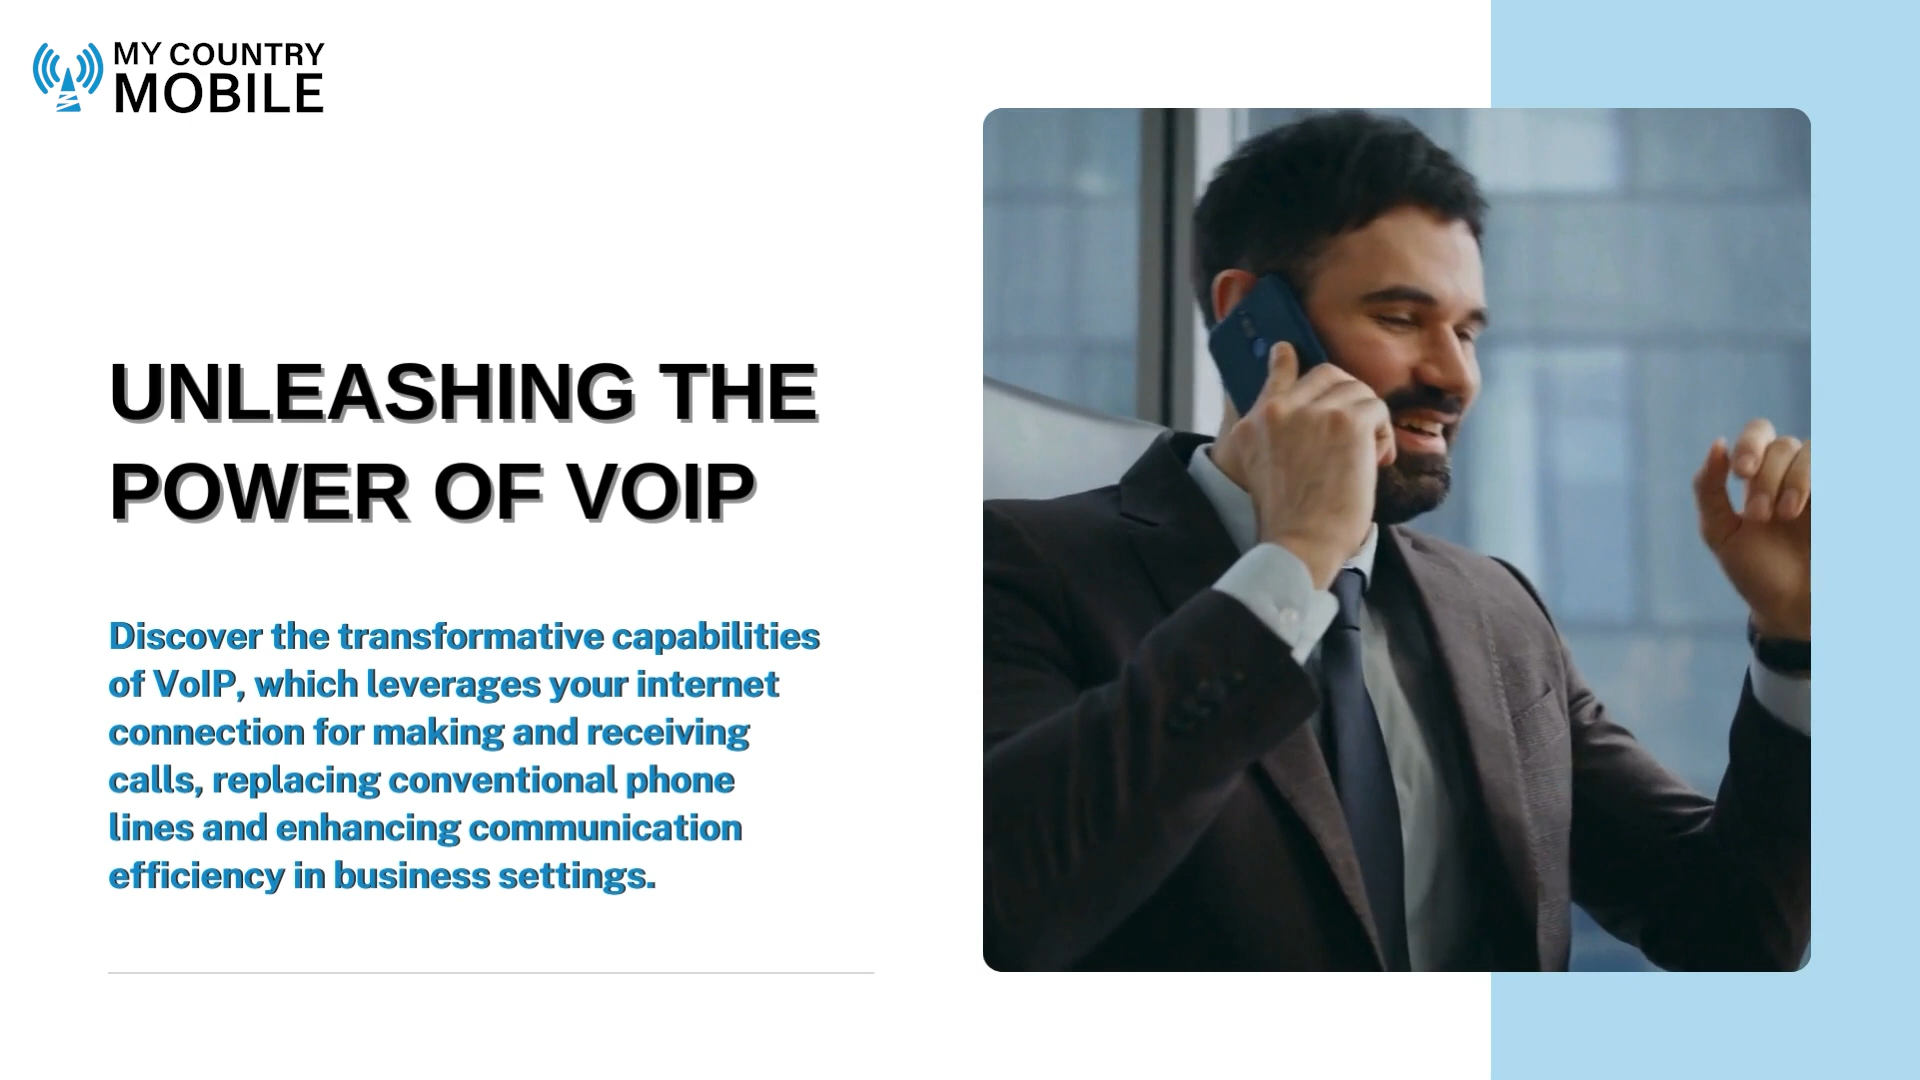 MY COUNTRY
MOBILE
UNLEASHING THE
POWER OF VOIP
Discover the transformative capabilities
of VoIP, which leverages your internet
connection for making and receiving
calls, replacing conventional phone
lines and enhancing communication
efficiency in business settings.